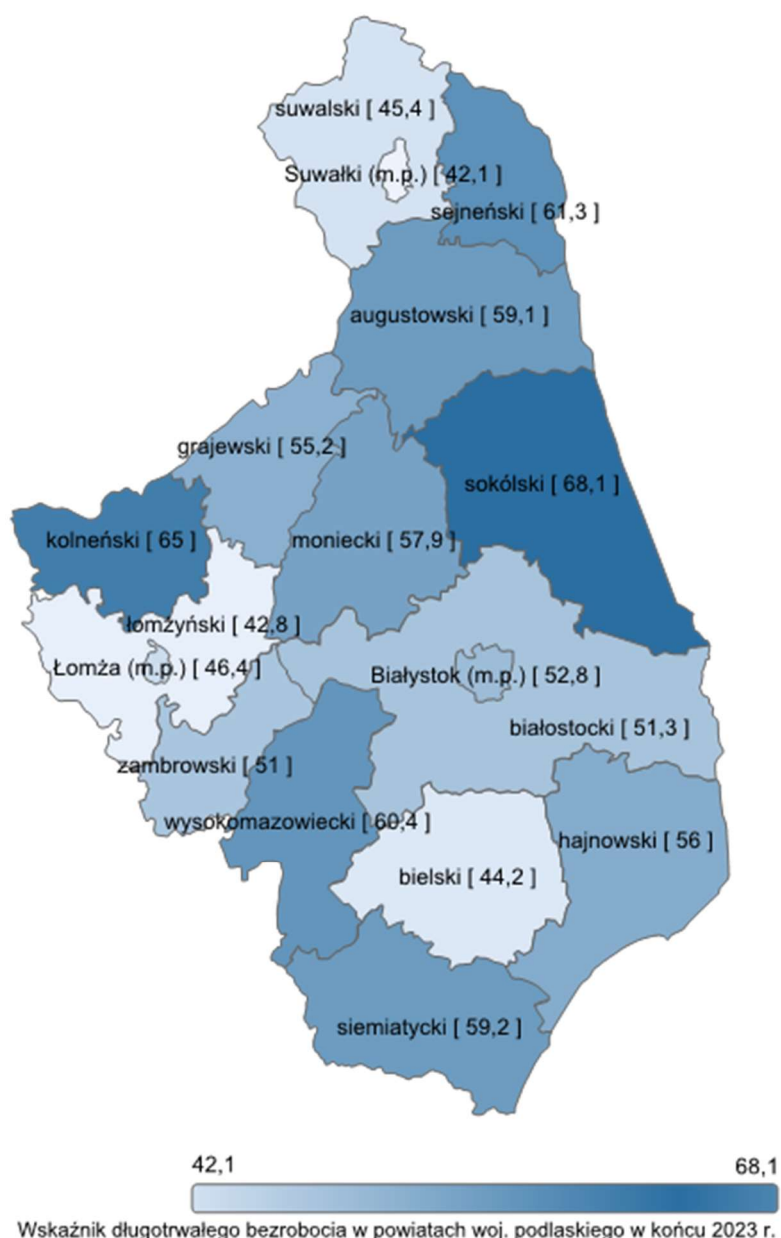 suwalski [ 45,4 ]
Suwałki (m.p.) [ 42,1 ]
sejneński [ 61,3 ]
augustowski [ 59,1 ]
grajewski [ 55,2 ]
sokólski [ 68,1 ]
kolneński [ 65 ]
moniecki [ 57,9 ]
łomżyński [ 42,8 ]
Łomża (m.p.) [ 46,4 ]
Białystok (m.p.) [ 52,8 ]
białostocki [ 51,3 ]
zambrowski [ 51 ]
wysokomazowiecki [ 60,4 ]
hajnowski [ 56 ]
bielski [ 44,2 ]
siemiatycki [ 59,2 ]
42,1
68,1
Wskaźnik długotrwałego bezrobocia w powiatach woj. podlaskiego w końcu 2023 r.